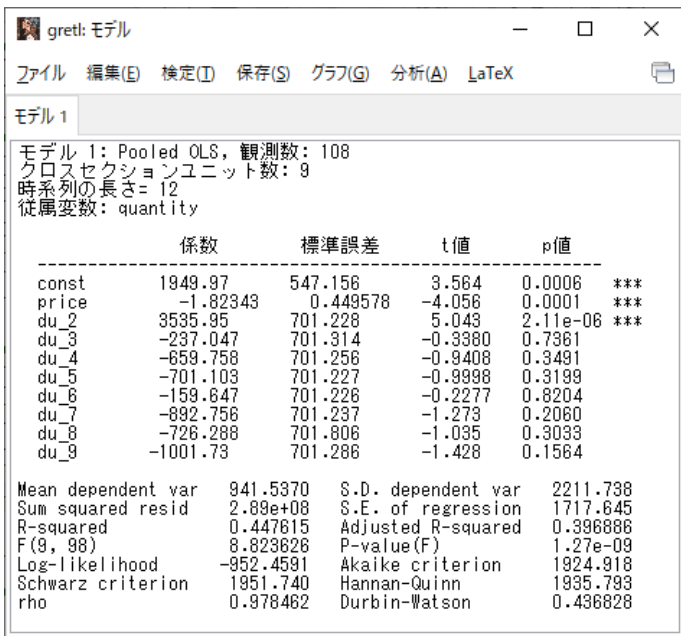 gretl: モデル
ファイル 編集(E) 検定(T) 保存(S) グラフ(G) 分析(A) LaTeX
モデル 1
モデル 1: Pooled OLS, 観測数: 108
クロスセクションユニット数: 9
時系列の長さ= 12
従属変数: quantity
係数 標準誤差 t値 p値
-------------------------------------------------------------
const 1949.97 547.156 3.564 0.0006 ***
price -1.82343 0.449578 -4.056 0.0001 ***
du_2 3535.95 701.228 5.043 2.11e-06 ***
du_3 -237.047 701.314 -0.3380 0.7361
du_4 -659.758 701.256 -0.9408 0.3491
du_5 -701.103 701.227 -0.9998 0.3199
du_6 -159.647 701.226 -0.2277 0.8204
du_7 -892.756 701.237 -1.273 0.2060
du_8 -726.288 701.806 -1.035 0.3033
du_9 -1001.73 701.286 -1.428 0.1564
Mean dependent var 941.5370 S.D. dependent var 2211.738
Sum squared resid 2.89e+08 S.E. of regression 1717.645
R-squared 0.447615 Adjusted R-squared 0.396886
F(9, 98) 8.823626 P-value(F) 1.27e-09
Log-likelihood -952.4591 Akaike criterion 1924.918
Schwarz criterion 1951.740 Hannan-Quinn 1935.793
rho 0.978462 Durbin-Watson 0.436828